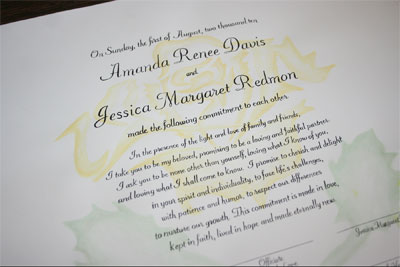 On Sunday, the first of August, two thousand ten
Amanda Renee Davis
and
Jessica Margaret Redmon
made the following commitment to each other
In the presence of the light and love of family and friends,
I take you to be my beloved, promising to be a loving and faithful partner.
I ask you to be none other than yourself, loving what I know of you,
and loving what I shall come to know. I promise to cherish and delight
in your spirit and individuality, to face life's challenges,
with patience and humor, to respect our differences
to nurture our growth. This commitment is made in love,
kept in faith, lived in hope and made eternally new.
Jessica Margaret
Officiate